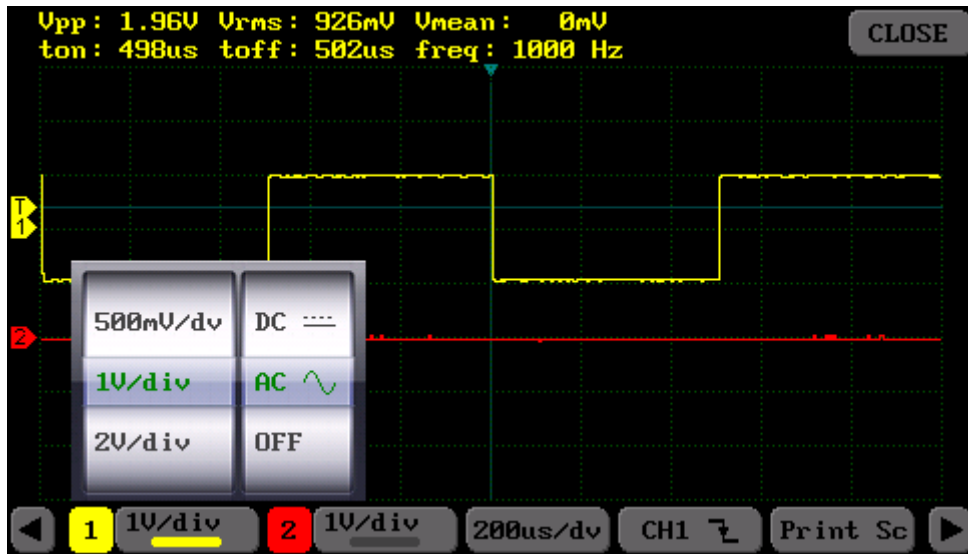 Vpp: 1.96V Vrms: 926mV Vmean: 0mV
CLOSE
ton: 498us toff: 502us freq: 1000 Hz
T
1
2
500mV/dv DC
1V/div AC
2V/div OFF
1 1V/div 2 1V/div 200us/dv CH1 Print Sc